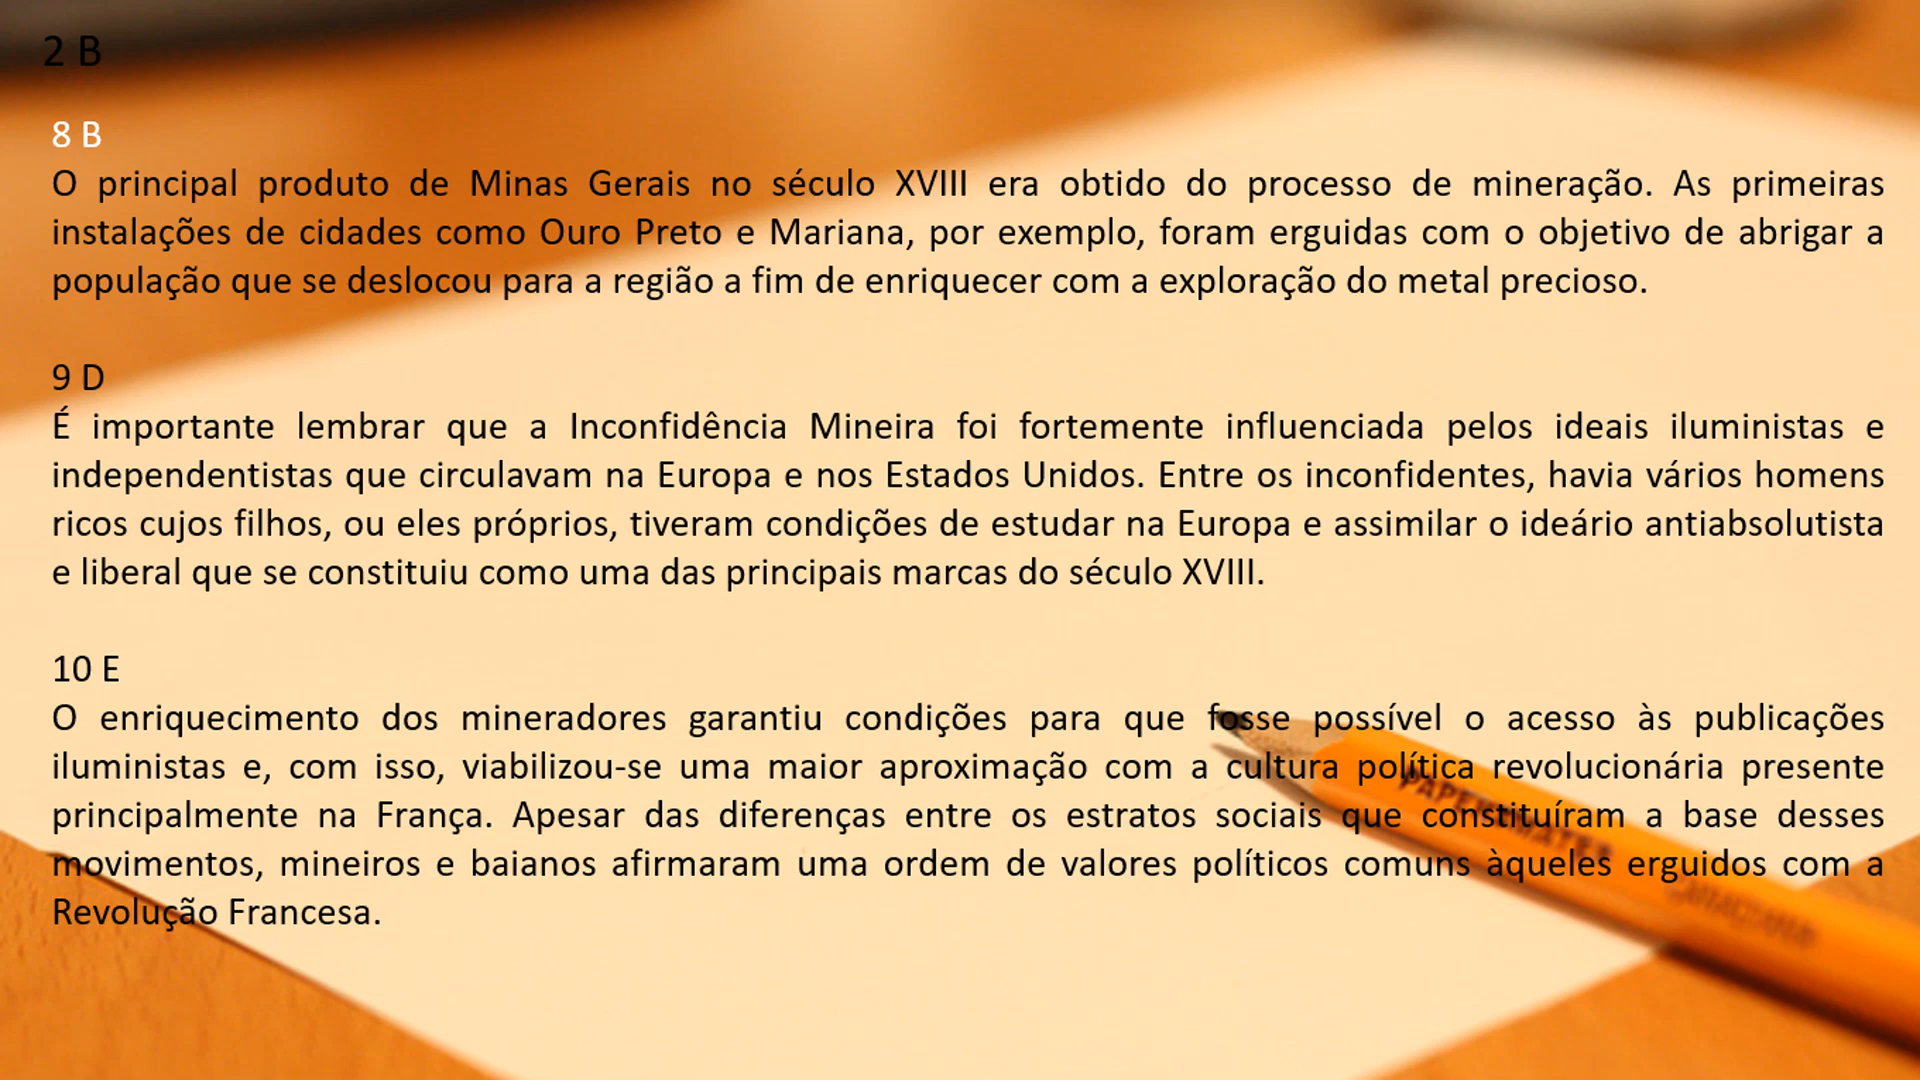 2 B
8 B
O principal produto de Minas Gerais no século XVIII era obtido do processo de mineração. As primeiras
instalações de cidades como Ouro Preto e Mariana, por exemplo, foram erguidas com o objetivo de abrigar a
população que se deslocou para a região a fim de enriquecer com a exploração do metal precioso.
9 D
É importante lembrar que a Inconfidência Mineira foi fortemente influenciada pelos ideais iluministas e
independentistas que circulavam na Europa e nos Estados Unidos. Entre os inconfidentes, havia vários homens
ricos cujos filhos, ou eles próprios, tiveram condições de estudar na Europa e assimilar o ideário antiabsolutista
e liberal que se constituiu como uma das principais marcas do século XVIII.
10 E
O enriquecimento dos mineradores garantiu condições para que fosse possível o acesso às publicações
iluministas e, com isso, viabilizou-se uma maior aproximação com a cultura política revolucionária presente
principalmente na França. Apesar das diferenças entre os estratos sociais que constituíram a base desses
movimentos, mineiros e baianos afirmaram uma ordem de valores políticos comuns àqueles erguidos com a
Revolução Francesa.
PAPERMATE